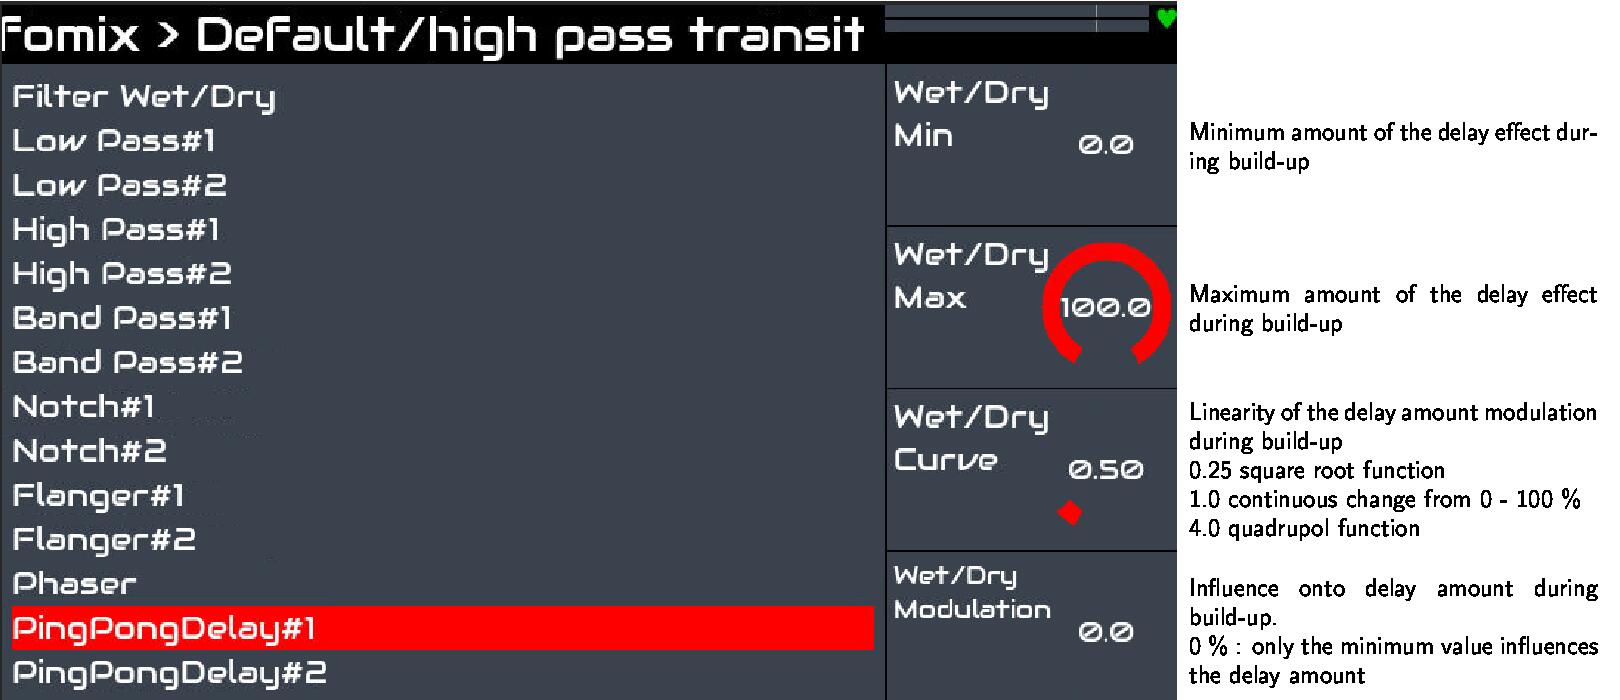 fomix > Default/high pass transit
Filter Wet/Dry
Low Pass#1
Low Pass#2
High Pass#1
High Pass#2
Band Pass#1
Band Pass#2
Notch#1
Notch#2
Flanger#1
Flanger#2
Phaser
PingPongDelay#1
PingPongDelay#2
Wet/Dry
Min
0.0
Wet/Dry
Max
100.0
Wet/Dry
Curve
0.50
Wet/Dry
Modulation
0.0
Minimum amount of the delay effect dur-
ing build-up
Maximum amount of the delay effect
during build-up
Linearity of the delay amount modulation
during build-up
0.25 square root function
1.0 continuous change from 0 - 100 %
4.0 quadrupol function
Influence onto delay amount during
build-up.
0 % : only the minimum value influences
the delay amount